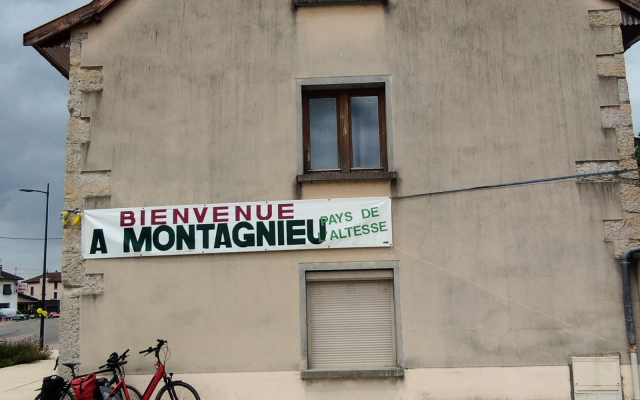 BIENVENUE
A MONTAGNIEU
PAYS DE
L'ALTESSE